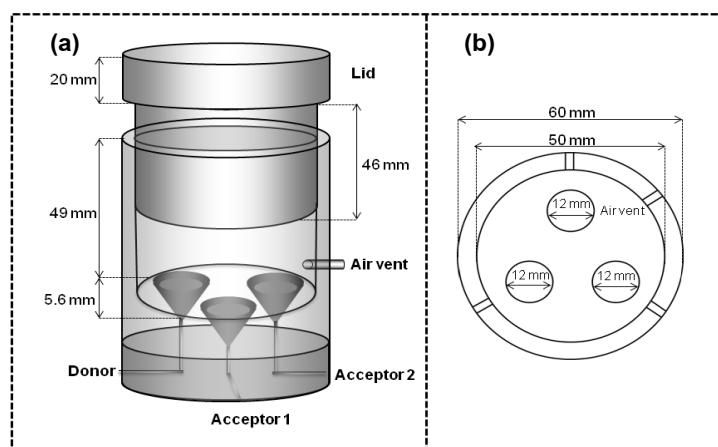 (a)
20 mm
Lid
46 mm
49 mm
Air vent
5.6 mm
Donor
Acceptor 2
Acceptor 1
(b)
60 mm
50 mm
12 mm
Air vent
12 mm
12 mm